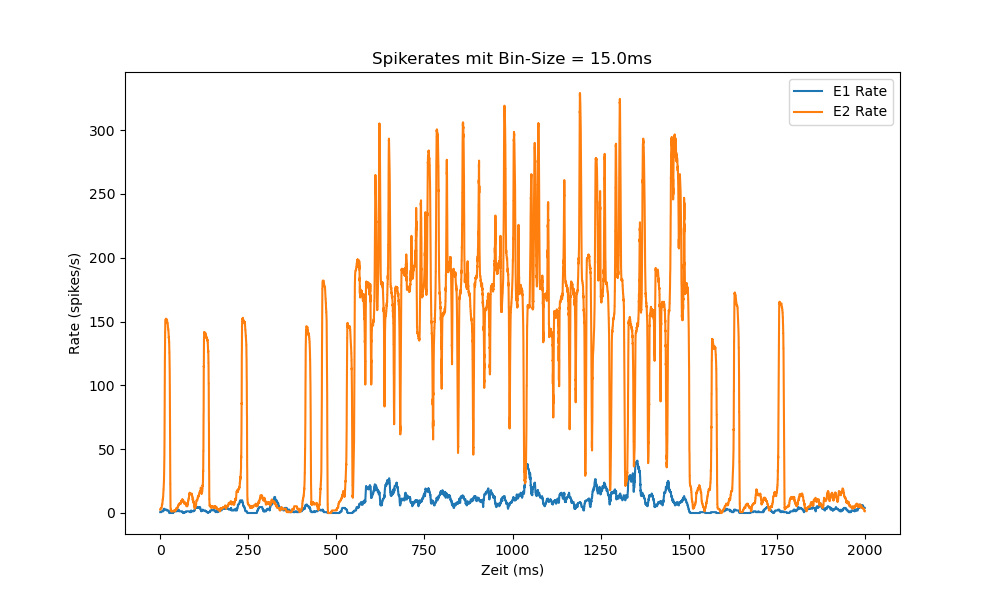 Spikerates mit Bin-Size = 15.0ms
E1 Rate
E2 Rate
300
250
200
150
100
50
0
Rate (spikes/s)
0 250 500 750 1000 1250 1500 1750 2000
Zeit (ms)